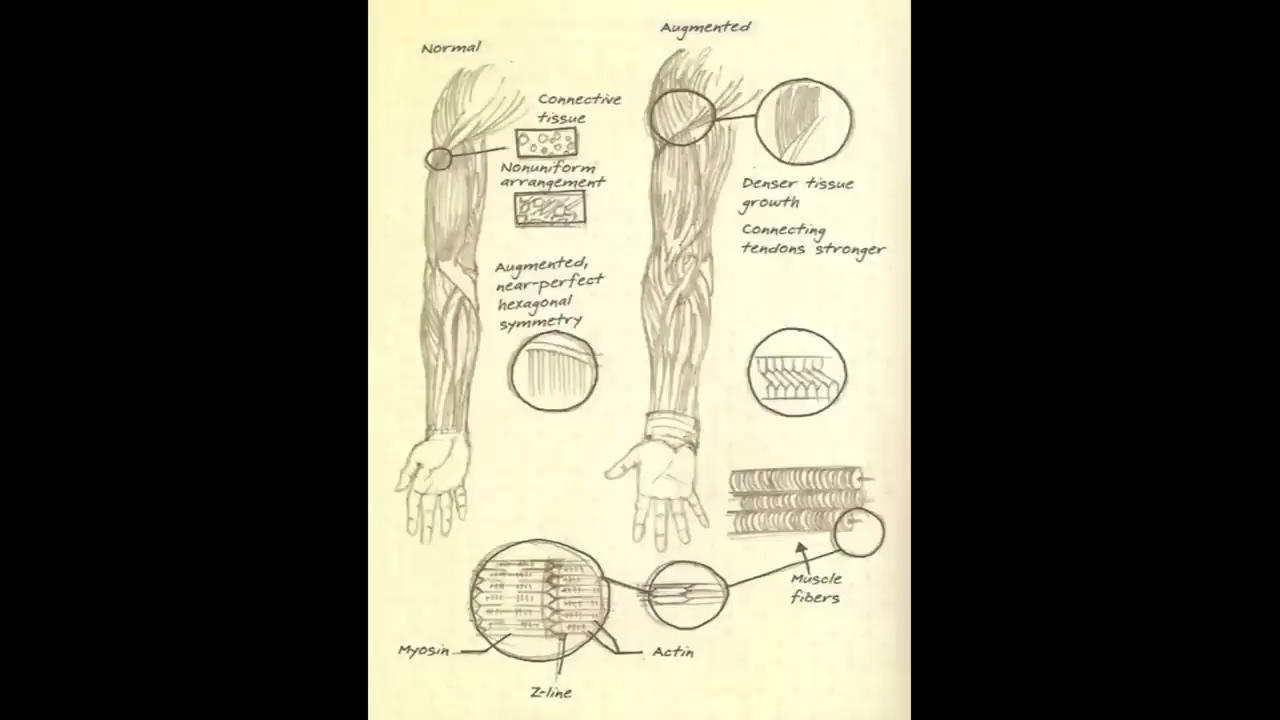 Normal
Augmented
Connective
tissue
Nonuniform
arrangement
Augmented,
near-perfect
hexagonal
symmetry
Denser tissue
growth
Connecting
tendons stronger
Muscle
fibers
Myosin
Actin
Z-line